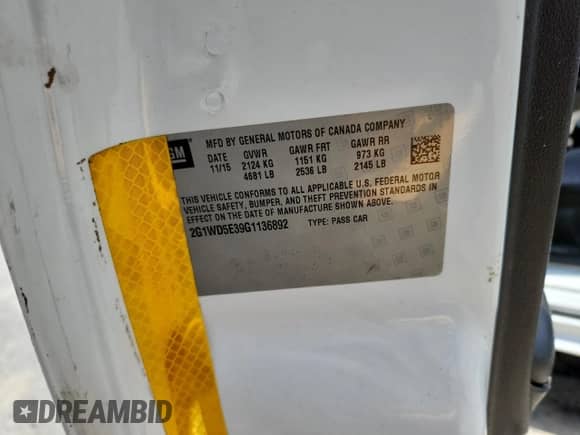 GM
MFD BY GENERAL MOTORS OF CANADA COMPANY
DATE GVWR GAWR FRT GAWR RR
11/15 2124 KG 1151 KG 973 KG
4681 LB 2536 LB 2145 LB
THIS VEHICLE CONFORMS TO ALL APPLICABLE U.S. FEDERAL MOTOR
VEHICLE SAFETY, BUMPER, AND THEFT PREVENTION STANDARDS IN
EFFECT ON THE DATE OF MANUFACTURE SHOWN ABOVE.
2G1WD5E39G1136892 TYPE: PASS CAR
DREAMBID